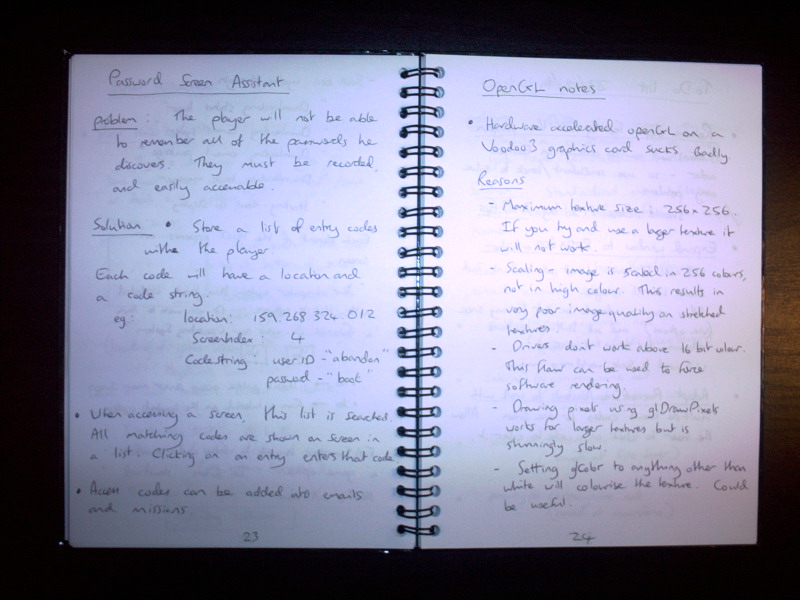 Password Screen Assistant
problem : The player will not be able
to remember all of the passwords he
discovers. They must be recorded,
and easily accessable.
Solution • Store a list of entry codes
withe the player.
Each code will have a location and
a code string.
eg : location: 159.268.324.012
ScreenIndex : 4
Codestring : userID - "abandon"
password - "boot"
• When accessing a screen, this list is searched.
All matching codes are shown on screen in
a list. Clicking on an entry enters that code
• Access codes can be added into emails
and missions
23
OpenGL notes
• Hardware accelerated openGL on a
Voodoo3 graphics card sucks. Badly.
Reasons
- Maximum texture size : 256x256.
If you try and use a larger texture it
will not work.
- Scaling - image is scaled in 256 colours,
not in high colour. This results in
very poor image quality on stretched
textures
- Drivers dont work above 16 bit colour.
This flaw can be used to force
software rendering.
- Drawing pixels using glDrawPixels
works for larger textures but is
stunningly slow.
- Setting glColor to anything other than
white will colourise the texture. Could
be useful.
24